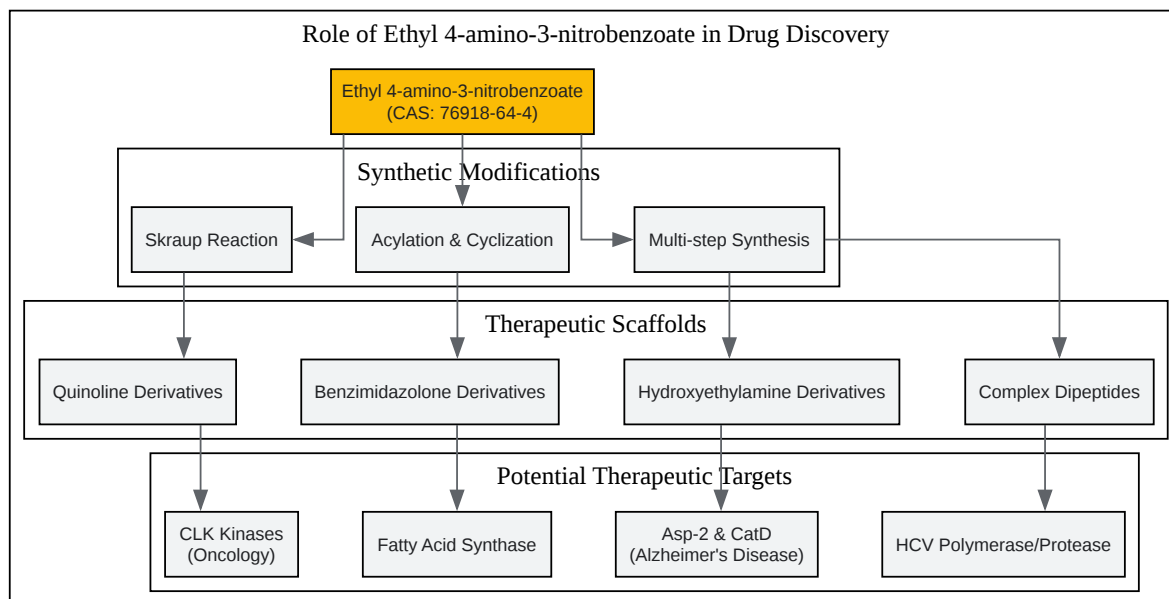 Role of Ethyl 4-amino-3-nitrobenzoate in Drug Discovery
Ethyl 4-amino-3-nitrobenzoate
(CAS: 76918-64-4)
Synthetic Modifications
Skraup Reaction
Acylation & Cyclization
Multi-step Synthesis
Therapeutic Scaffolds
Quinoline Derivatives
Benzimidazolone Derivatives
Hydroxyethylamine Derivatives
Complex Dipeptides
Potential Therapeutic Targets
CLK Kinases
(Oncology)
Fatty Acid Synthase
Asp-2 & CatD
(Alzheimer's Disease)
HCV Polymerase/Protease